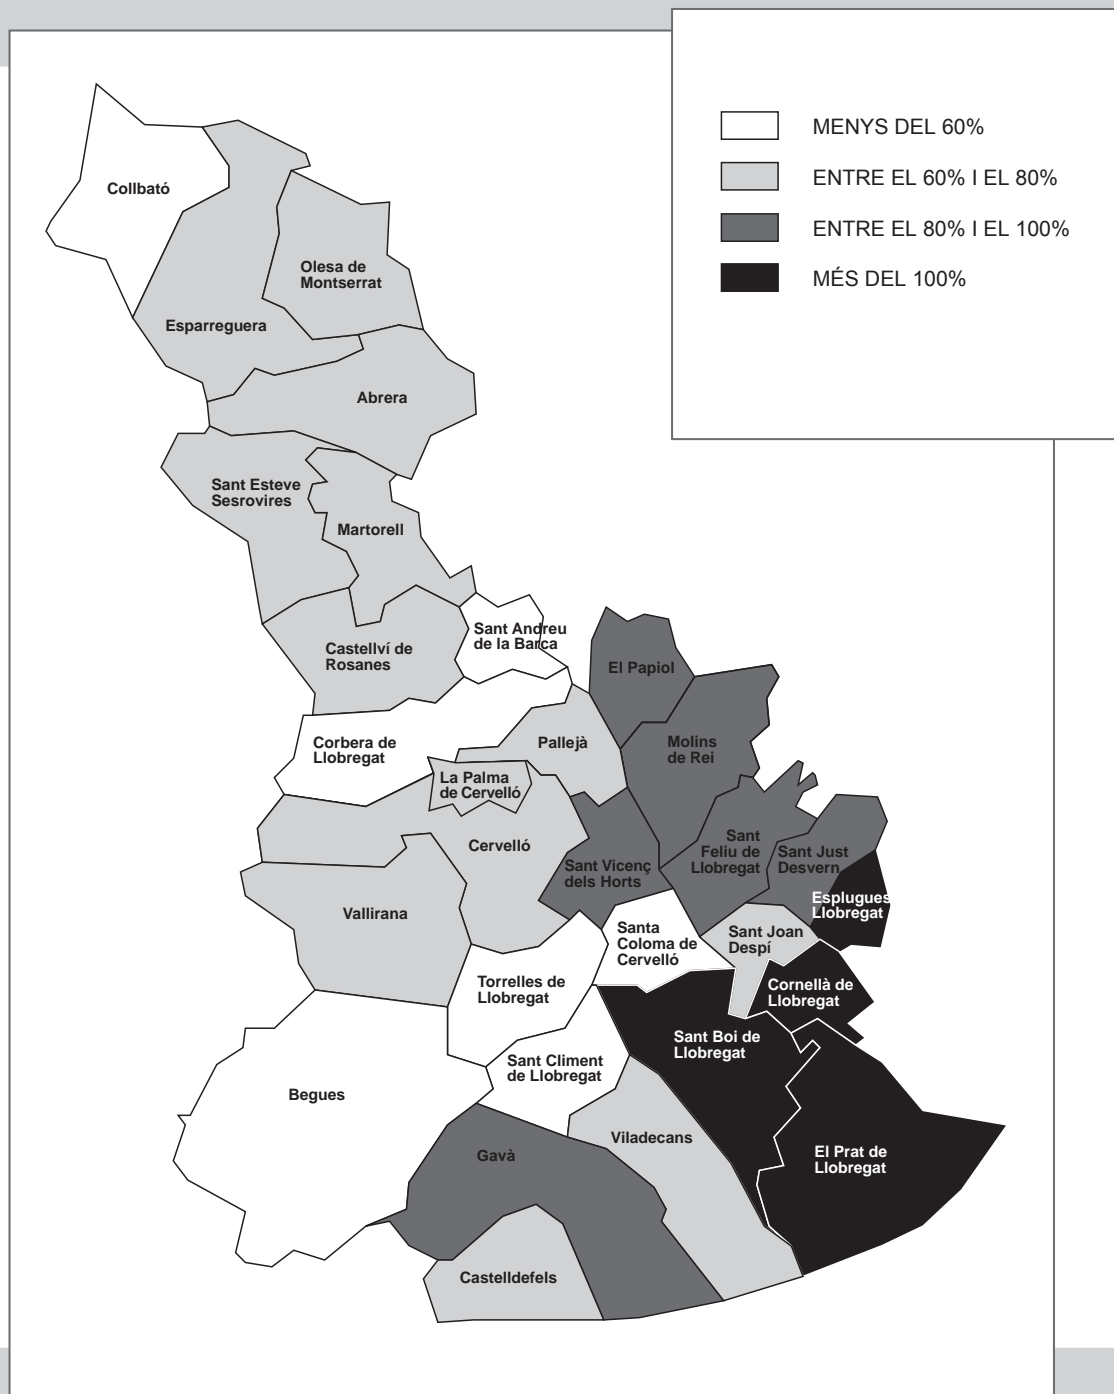 MENYS DEL 60%
ENTRE EL 60% I EL 80%
ENTRE EL 80% I EL 100%
MÉS DEL 100%
Collbató
Olesa de
Montserrat
Esparreguera
Abrera
Sant Esteve
Sesrovires
Martorell
Sant Andreu
de la Barca
Castellví de
Rosanes
El Papiol
Corbera de
Llobregat
Pallejà
Molins
de Rei
La Palma
de Cervelló
Cervelló
Sant
Feliu de
Llobregat
Sant Just
Desvern
Sant Vicenç
dels Horts
Esplugues
Llobregat
Vallirana
Santa
Coloma de
Cervelló
Sant Joan
Despí
Torrelles de
Llobregat
Cornellà de
Llobregat
Sant Boi de
Llobregat
Sant Climent
de Llobregat
Begues
Viladecans
Gavà
El Prat de
Llobregat
Castelldefels